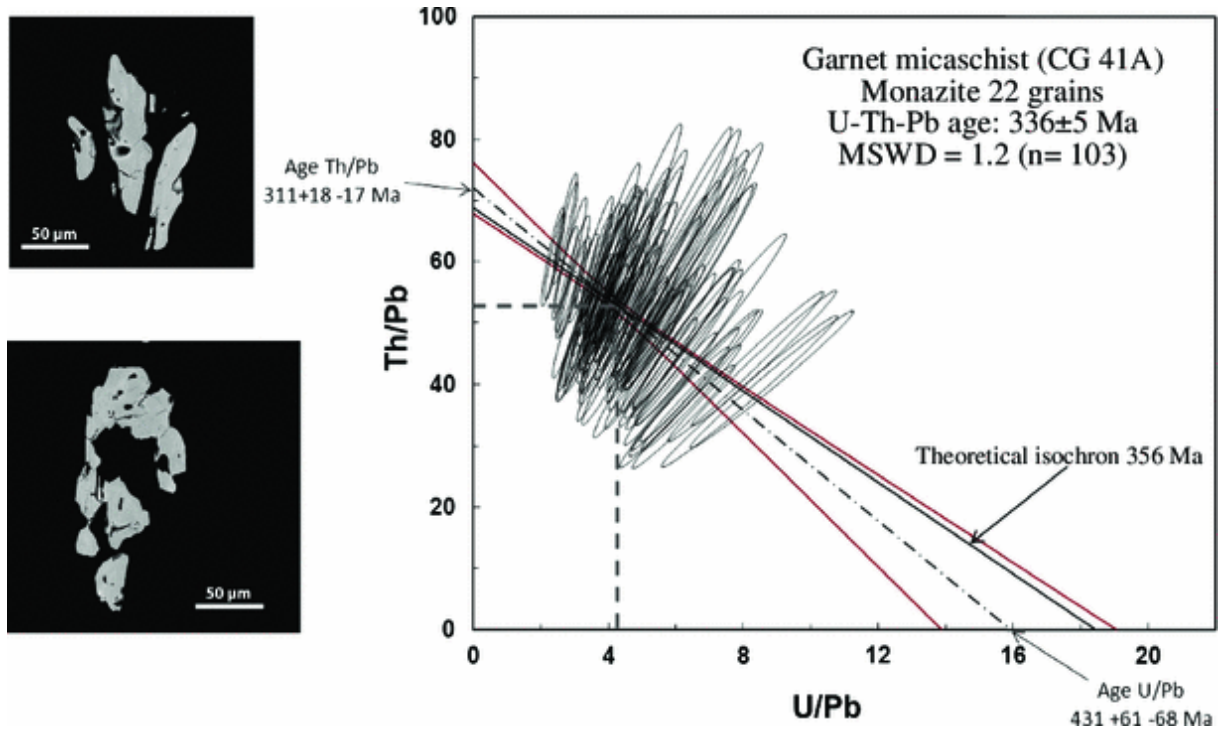 50 µm
50 µm
Age Th/Pb
311+18 -17 Ma
100
80
60
40
20
0
Th/Pb
Garnet micaschist (CG 41A)
Monazite 22 grains
U-Th-Pb age: 336±5 Ma
MSWD = 1.2 (n= 103)
Theoretical isochron 356 Ma
0
4
8
12
16
20
U/Pb
Age U/Pb
431 +61 -68 Ma